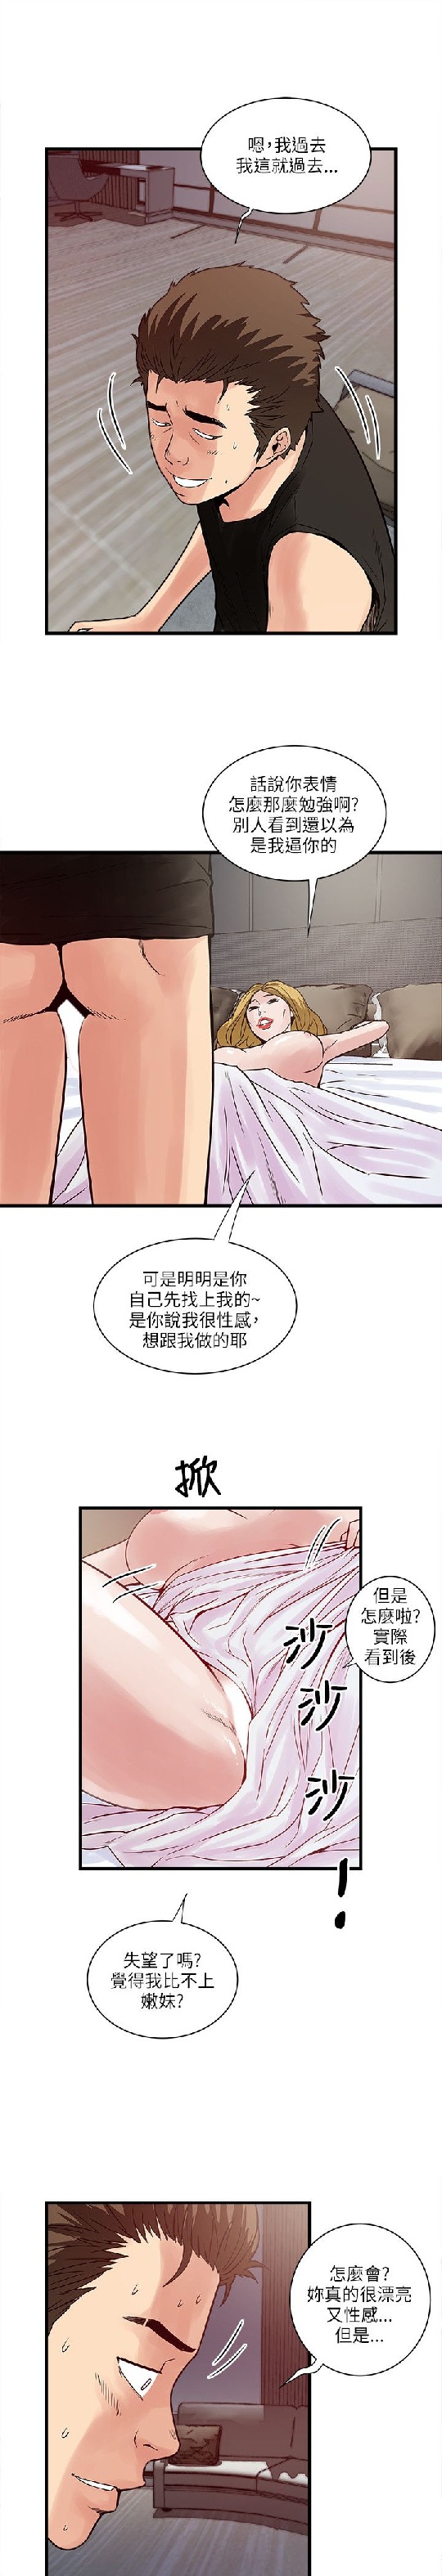 嗯，我過去
我這就過去...
話說你表情
怎麼那麼勉強啊?
別人看到還以為
是我逼你的
可是明明是你
自己先找上我的~
是你說我很性感，
想跟我做的耶
掀
但是
怎麼啦?
實際
看到後
沙
沙
沙
!
失望了嗎?
覺得我比不上
嫩妹?
怎麼會?
妳真的很漂亮
又性感...
但是...